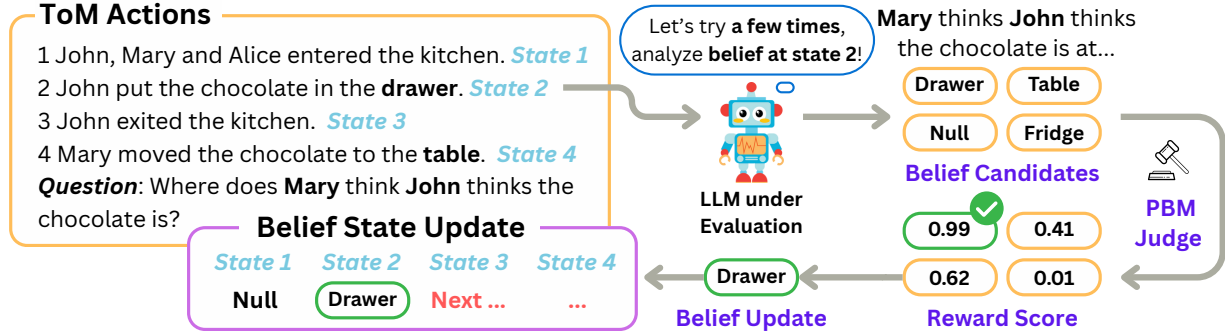 ToM Actions
1 John, Mary and Alice entered the kitchen. State 1
2 John put the chocolate in the drawer. State 2
3 John exited the kitchen. State 3
4 Mary moved the chocolate to the table. State 4
Question: Where does Mary think John thinks the
chocolate is?
Let's try a few times,
analyze belief at state 2!
LLM under
Evaluation
Mary thinks John thinks
the chocolate is at...
Drawer Table
Null Fridge
Belief Candidates
PBM
Judge
0.99 0.41
0.62 0.01
Reward Score
Drawer
Belief Update
Belief State Update
State 1 State 2 State 3 State 4
Null Drawer Next ... ...